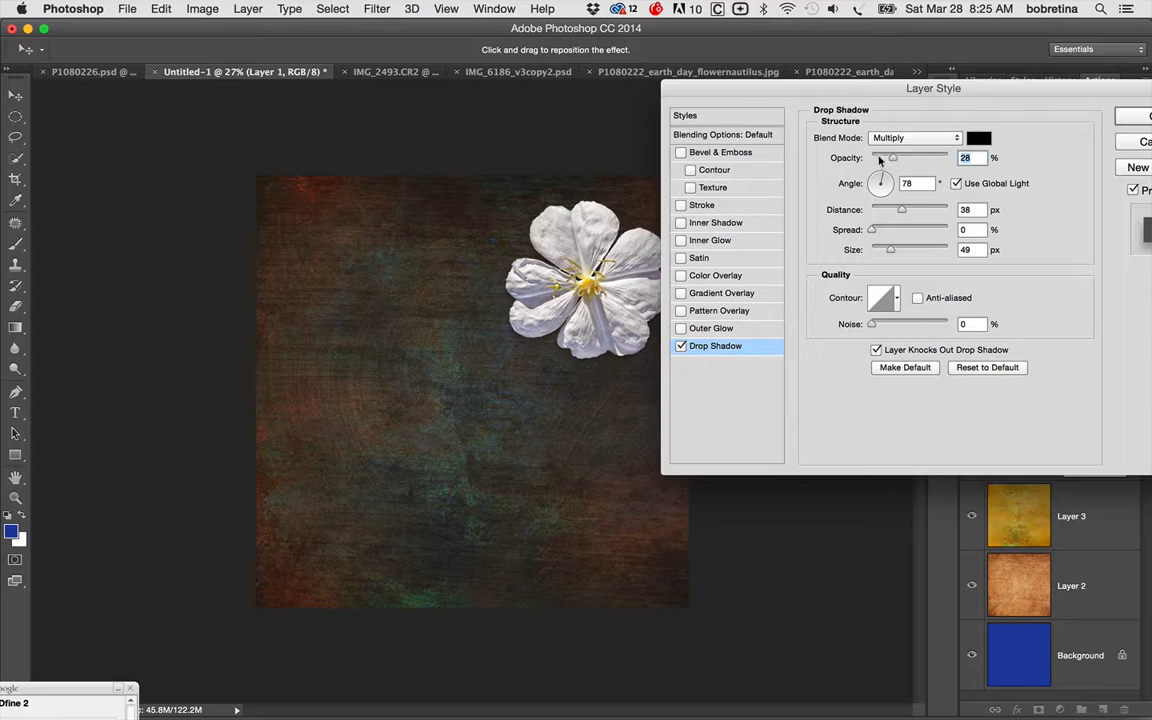 Photoshop File Edit Image Layer Type Select Filter 3D View Window Help 12 10 Sat Mar 28 8:25 AM bobretina
Adobe Photoshop CC 2014
Click and drag to reposition the effect. Essentials
P1080226.psd @ ... Untitled-1 @ 27% (Layer 1, RGB/8) * IMG_2493.CR2 @ ... IMG_6186_v3copy2.psd P1080222_earth_day_flowernautilus.jpg P1080222_earth_da
Layer Style
Drop Shadow
Styles
Structure
Blending Options: Default
Blend Mode: Multiply
Ca
Bevel & Emboss
Opacity: 28 %
Contour
New
Texture
Angle: 78 ° Use Global Light
Stroke
Distance: 38 px
Inner Shadow
Spread: 0 %
Inner Glow
Size: 49 px
Satin
Color Overlay
Quality
Gradient Overlay
Contour: Anti-aliased
Pattern Overlay
Noise: 0 %
Outer Glow
Drop Shadow
Layer Knocks Out Drop Shadow
Make Default Reset to Default
Layer 3
Layer 2
Background
oogle
Dfine 2
: 45.8M/122.2M